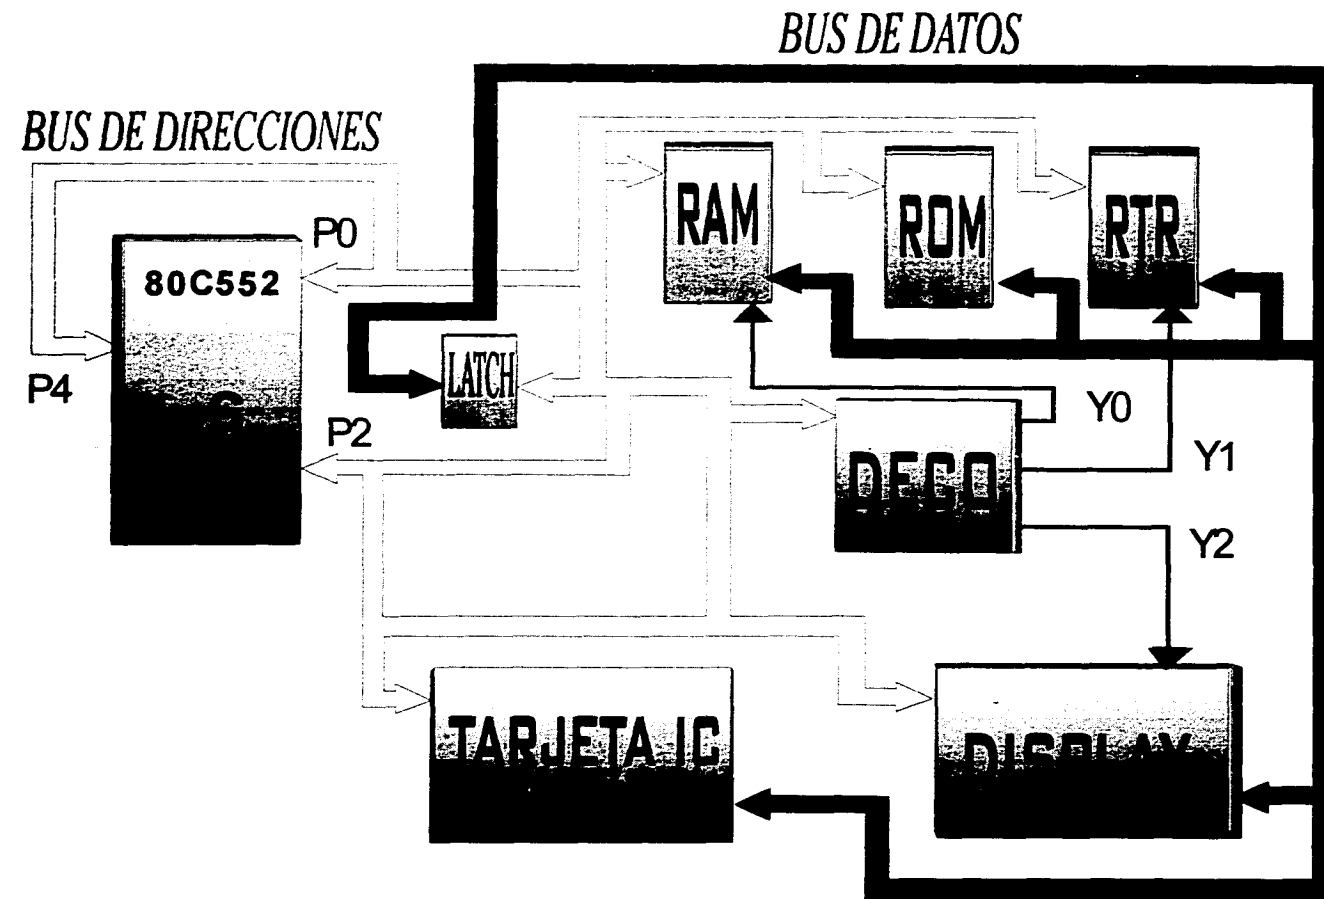 BUS DE DATOS
BUS DE DIRECCIONES
P0
RAM
ROM
RTR
80C552
LATCH
P4
P2
Y0
DECO
Y1
Y2
TARJETA IC
DISPLAY